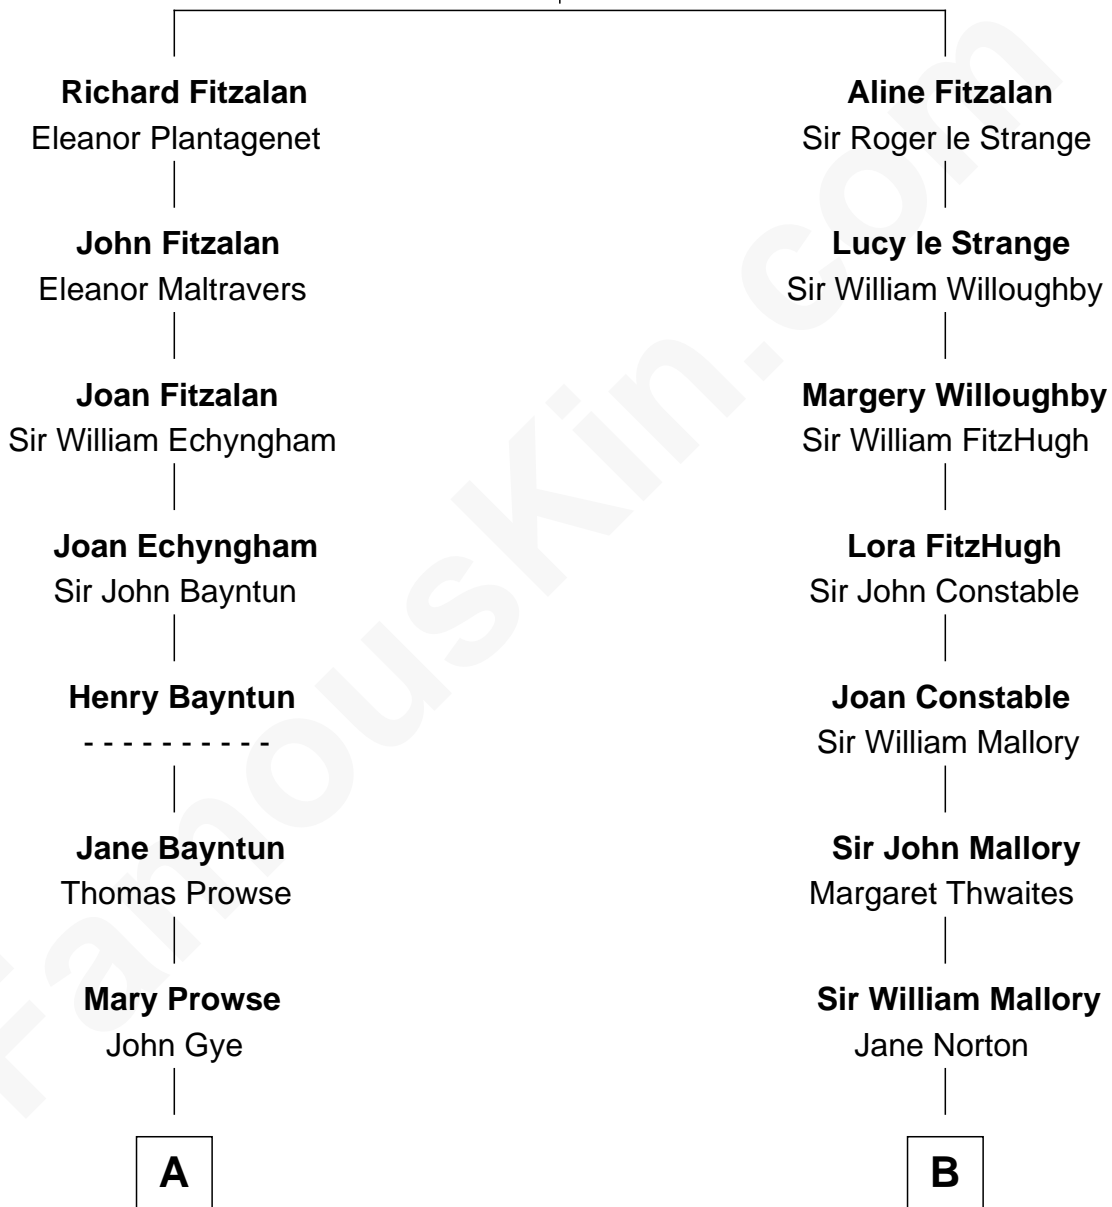 Richard Fitzalan
Eleanor Plantagenet
John Fitzalan
Eleanor Maltravers
Joan Fitzalan
Sir William Echyngham
Joan Echyngham
Sir John Bayntun
Henry Bayntun
- - - - - - - - - -
Jane Bayntun
Thomas Prowse
Mary Prowse
John Gye
A
Aline Fitzalan
Sir Roger le Strange
Lucy le Strange
Sir William Willoughby
Margery Willoughby
Sir William FitzHugh
Lora FitzHugh
Sir John Constable
Joan Constable
Sir William Mallory
Sir John Mallory
Margaret Thwaites
Sir William Mallory
Jane Norton
B
FamousKin.com